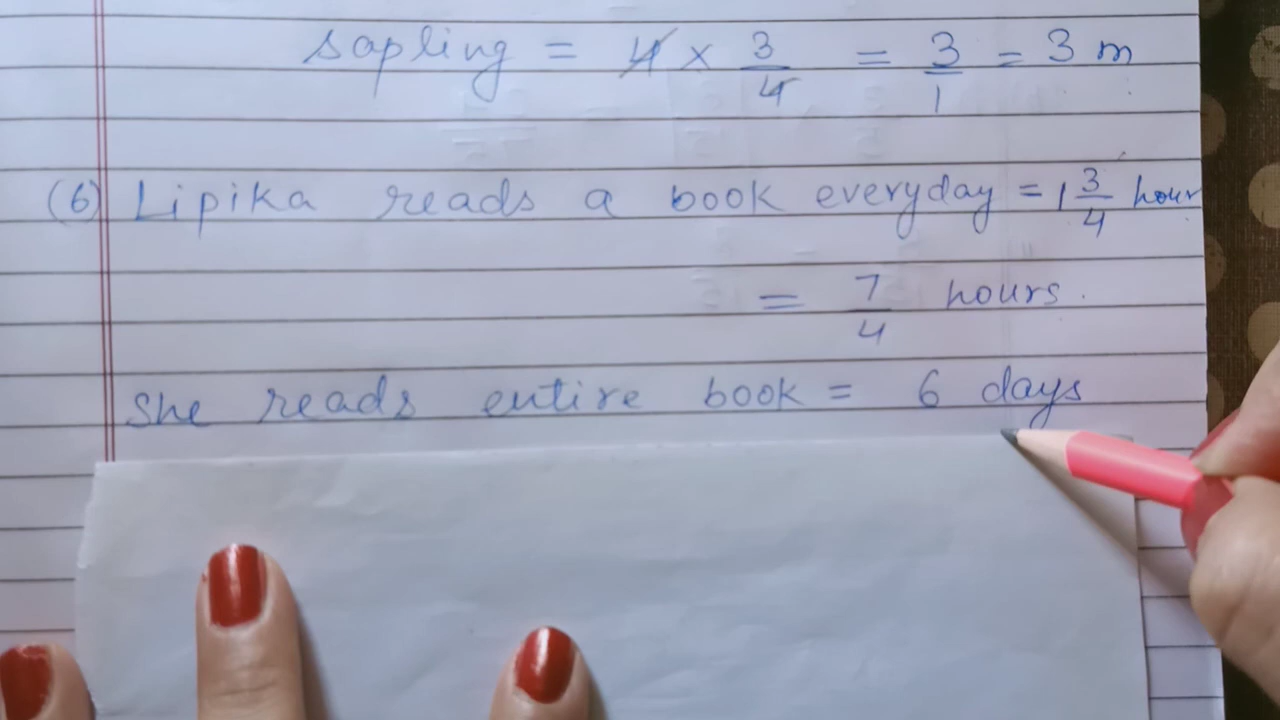 sapling = 4 × 3/4 = 3/1 = 3 m
(6) Lipika reads a book everyday = 1 3/4 hour
= 7/4 hours.
She reads entire book = 6 days